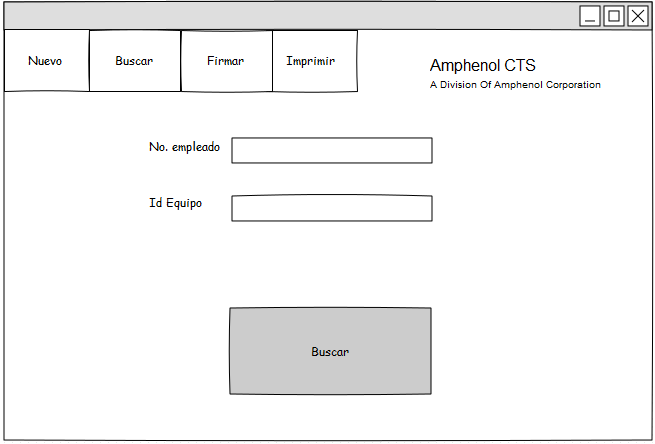 Nuevo
Buscar
Firmar
Imprimir
Amphenol CTS
A Division Of Amphenol Corporation
No. empleado
Id Equipo
Buscar